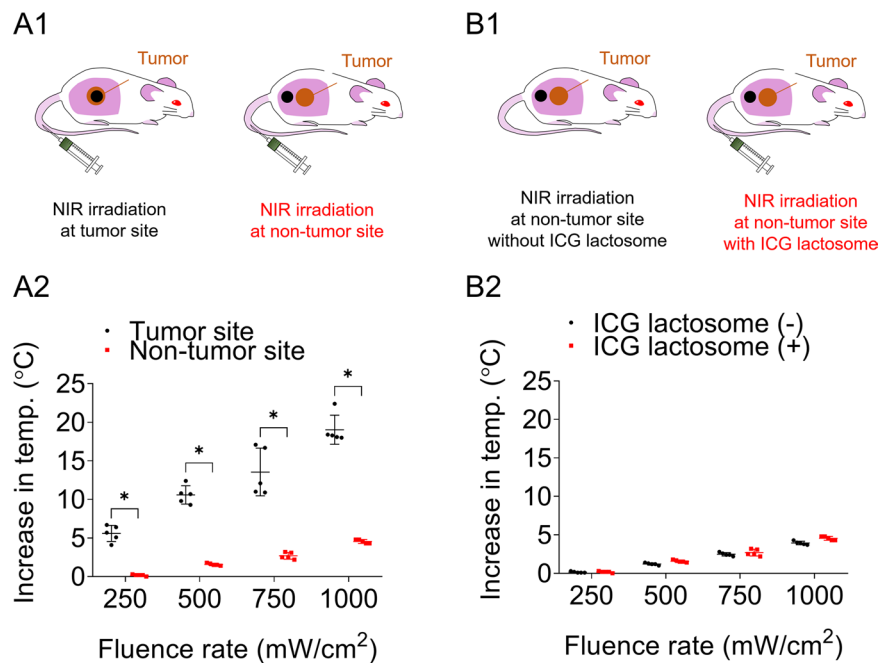 A1
Tumor
Tumor
NIR irradiation
at tumor site
NIR irradiation
at non-tumor site
B1
Tumor
Tumor
NIR irradiation
at non-tumor site
without ICG lactosome
NIR irradiation
at non-tumor site
with ICG lactosome
A2
Tumor site
Non-tumor site
Increase in temp. (°C)
25
20
15
10
5
0
*
*
*
*
250 500 750 1000
Fluence rate (mW/cm²)
B2
ICG lactosome (-)
ICG lactosome (+)
Increase in temp. (°C)
25
20
15
10
5
0
250 500 750 1000
Fluence rate (mW/cm²)